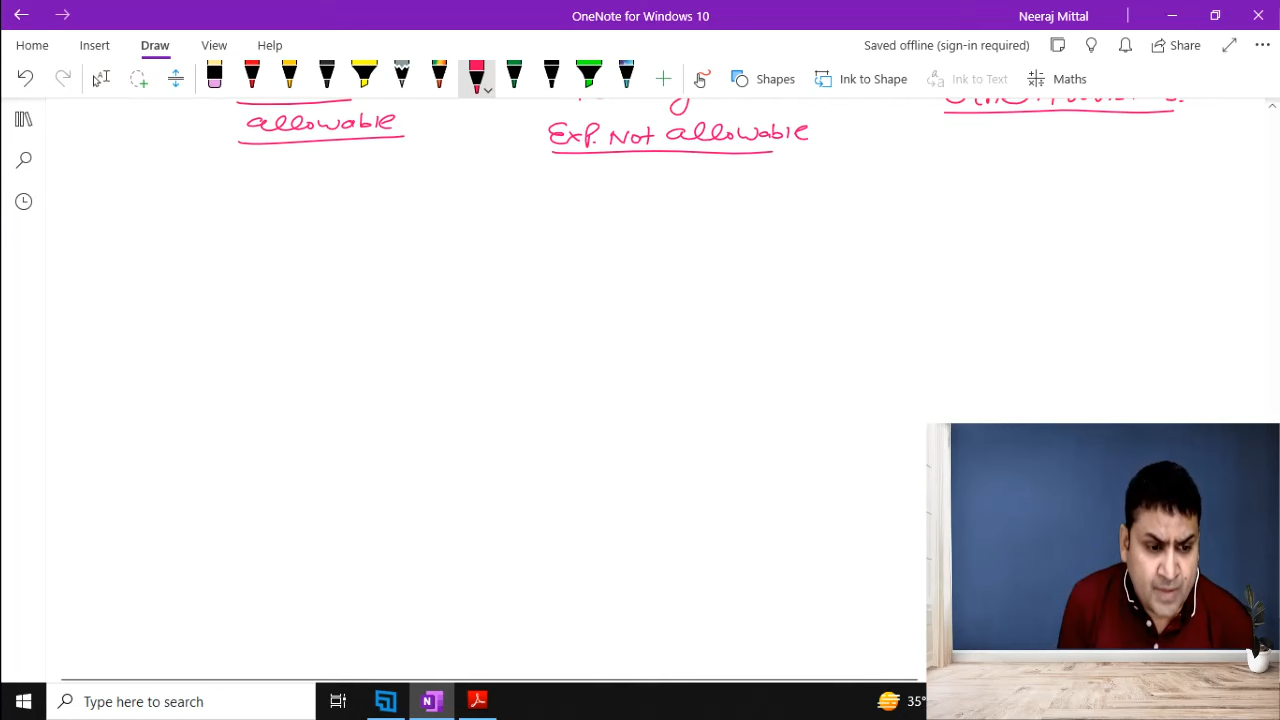 OneNote for Windows 10
Neeraj Mittal
Home Insert Draw View Help
Saved offline (sign-in required)
Share
Shapes
Ink to Shape
Ink to Text
Maths
allowable
Exp. Not allowable
Type here to search
35°